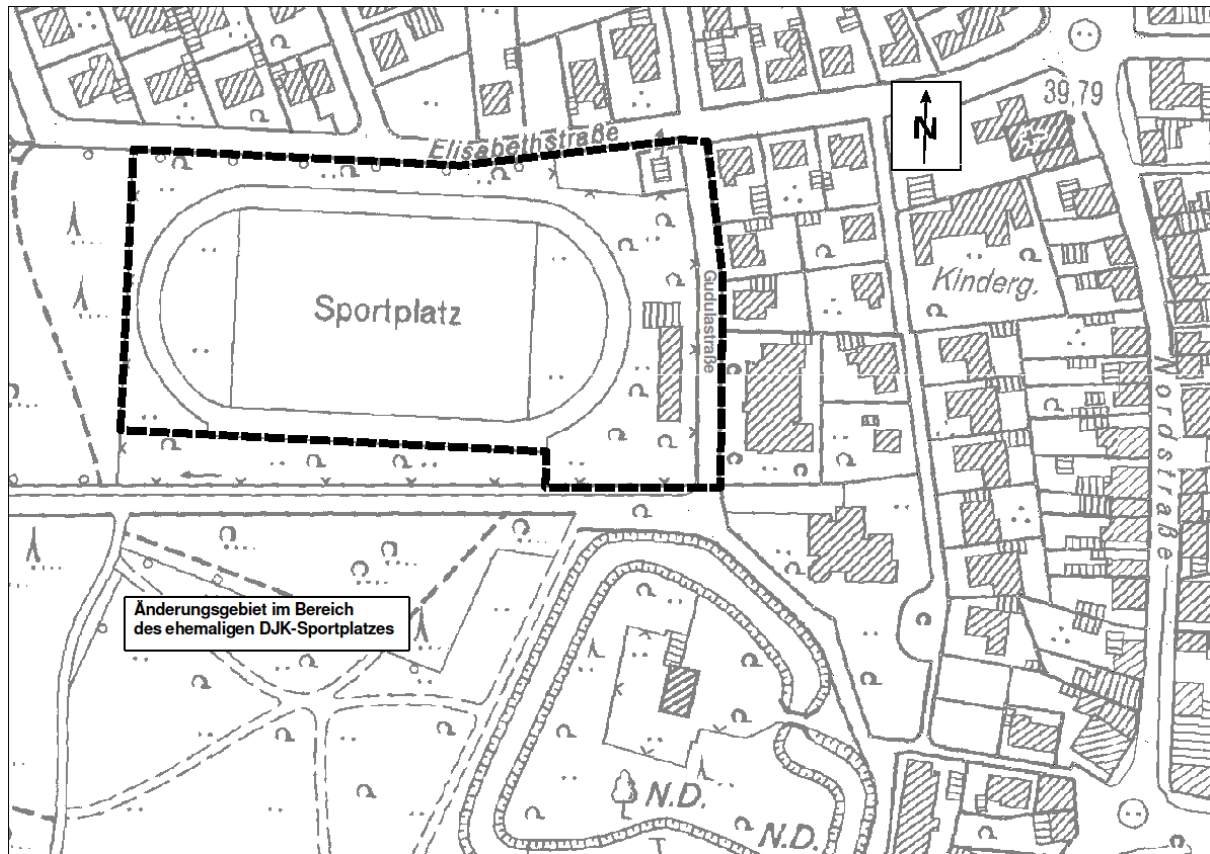 39,79
N
Elisabethstraße
Kinderg.
Gudulastraße
Sportplatz
Nordstraße
Änderungsgebiet im Bereich
des ehemaligen DJK-Sportplatzes
N.D.
N.D.